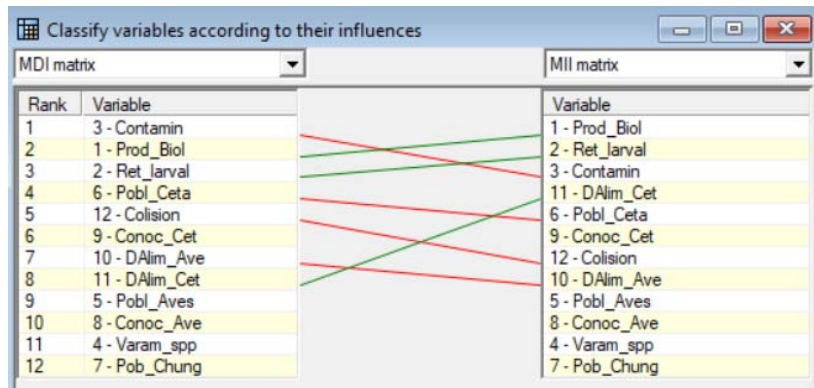 Classify variables according to their influences
MDI matrix MII matrix
Rank Variable Variable
1 3 - Contamin 1 - Prod_Biol
2 1 - Prod_Biol 2 - Ret_larval
3 2 - Ret_larval 3 - Contamin
4 6 - Pobl_Ceta 11 - DAlim_Cet
5 12 - Colision 6 - Pobl_Ceta
6 9 - Conoc_Cet 9 - Conoc_Cet
7 10 - DAlim_Ave 12 - Colision
8 11 - DAlim_Cet 10 - DAlim_Ave
9 5 - Pobl_Aves 5 - Pobl_Aves
10 8 - Conoc_Ave 8 - Conoc_Ave
11 4 - Varam_spp 4 - Varam_spp
12 7 - Pob_Chung 7 - Pob_Chung